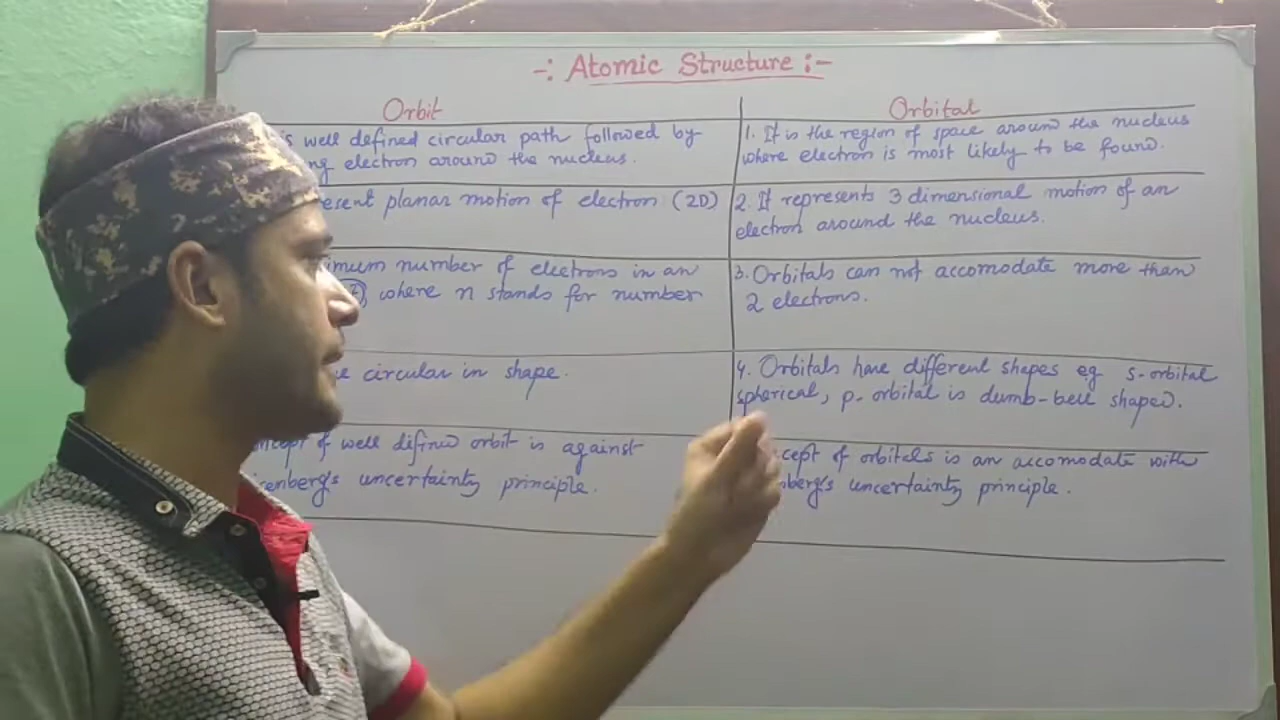 -: Atomic Structure :-
Orbit
Orbital
is well defined circular path followed by
electron around the nucleus.
1. It is the region of space around the nucleus
where electron is most likely to be found.
planar motion of electron (2D)
2. It represents 3 dimensional motion of an
electron around the nucleus.
number of electrons in an
where n stands for number
3. Orbitals can not accomodate more than
2 electrons.
circular in shape.
4. Orbitals have different shapes eg s-orbital
spherical, p-orbital is dumb-bell shaped.
of well difined orbit is against
uncertainty principle.
of orbitals is an accomodate with
uncertainty principle.